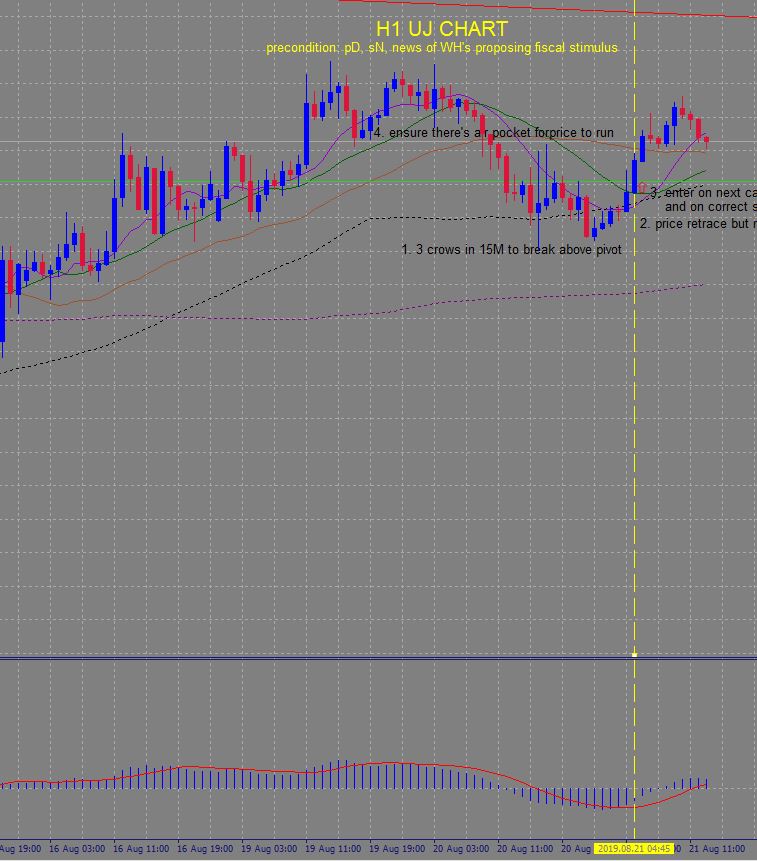 H1 UJ CHART
precondition: pD, sN, news of WH's proposing fiscal stimulus
4. ensure there's a r pocket forprice to run
3. enter on next ca
and on correct s
2. price retrace but r
1. 3 crows in 15M to break above pivot
Aug 19:00 16 Aug 03:00 16 Aug 11:00 16 Aug 19:00 19 Aug 03:00 19 Aug 11:00 19 Aug 19:00 20 Aug 03:00 20 Aug 11:00 20 Aug 2019.08.21 04:45 0 21 Aug 11:00